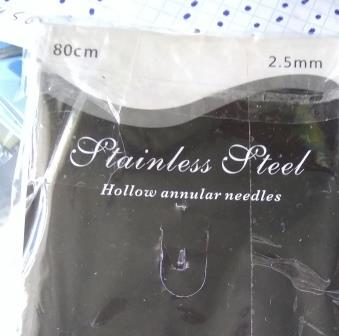 80cm 2.5mm
Stainless Steel
Hollow annular needles